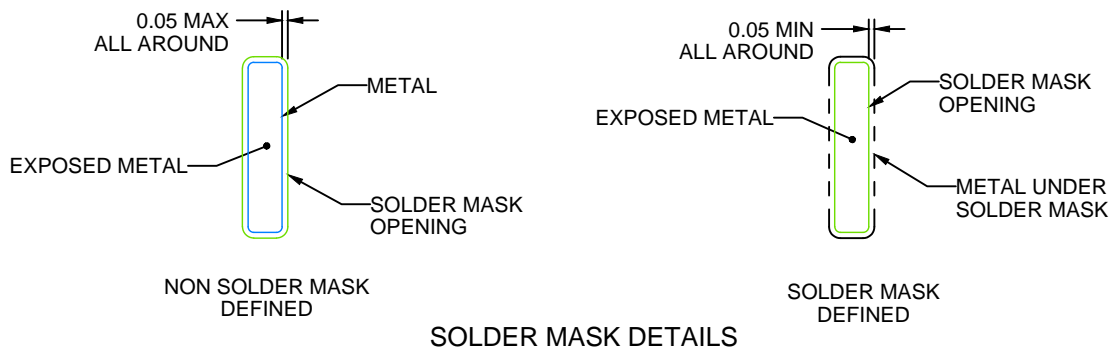 0.05 MAX
ALL AROUND
METAL
EXPOSED METAL
SOLDER MASK
OPENING
NON SOLDER MASK
DEFINED
0.05 MIN
ALL AROUND
SOLDER MASK
OPENING
EXPOSED METAL
METAL UNDER
SOLDER MASK
SOLDER MASK
DEFINED
SOLDER MASK DETAILS